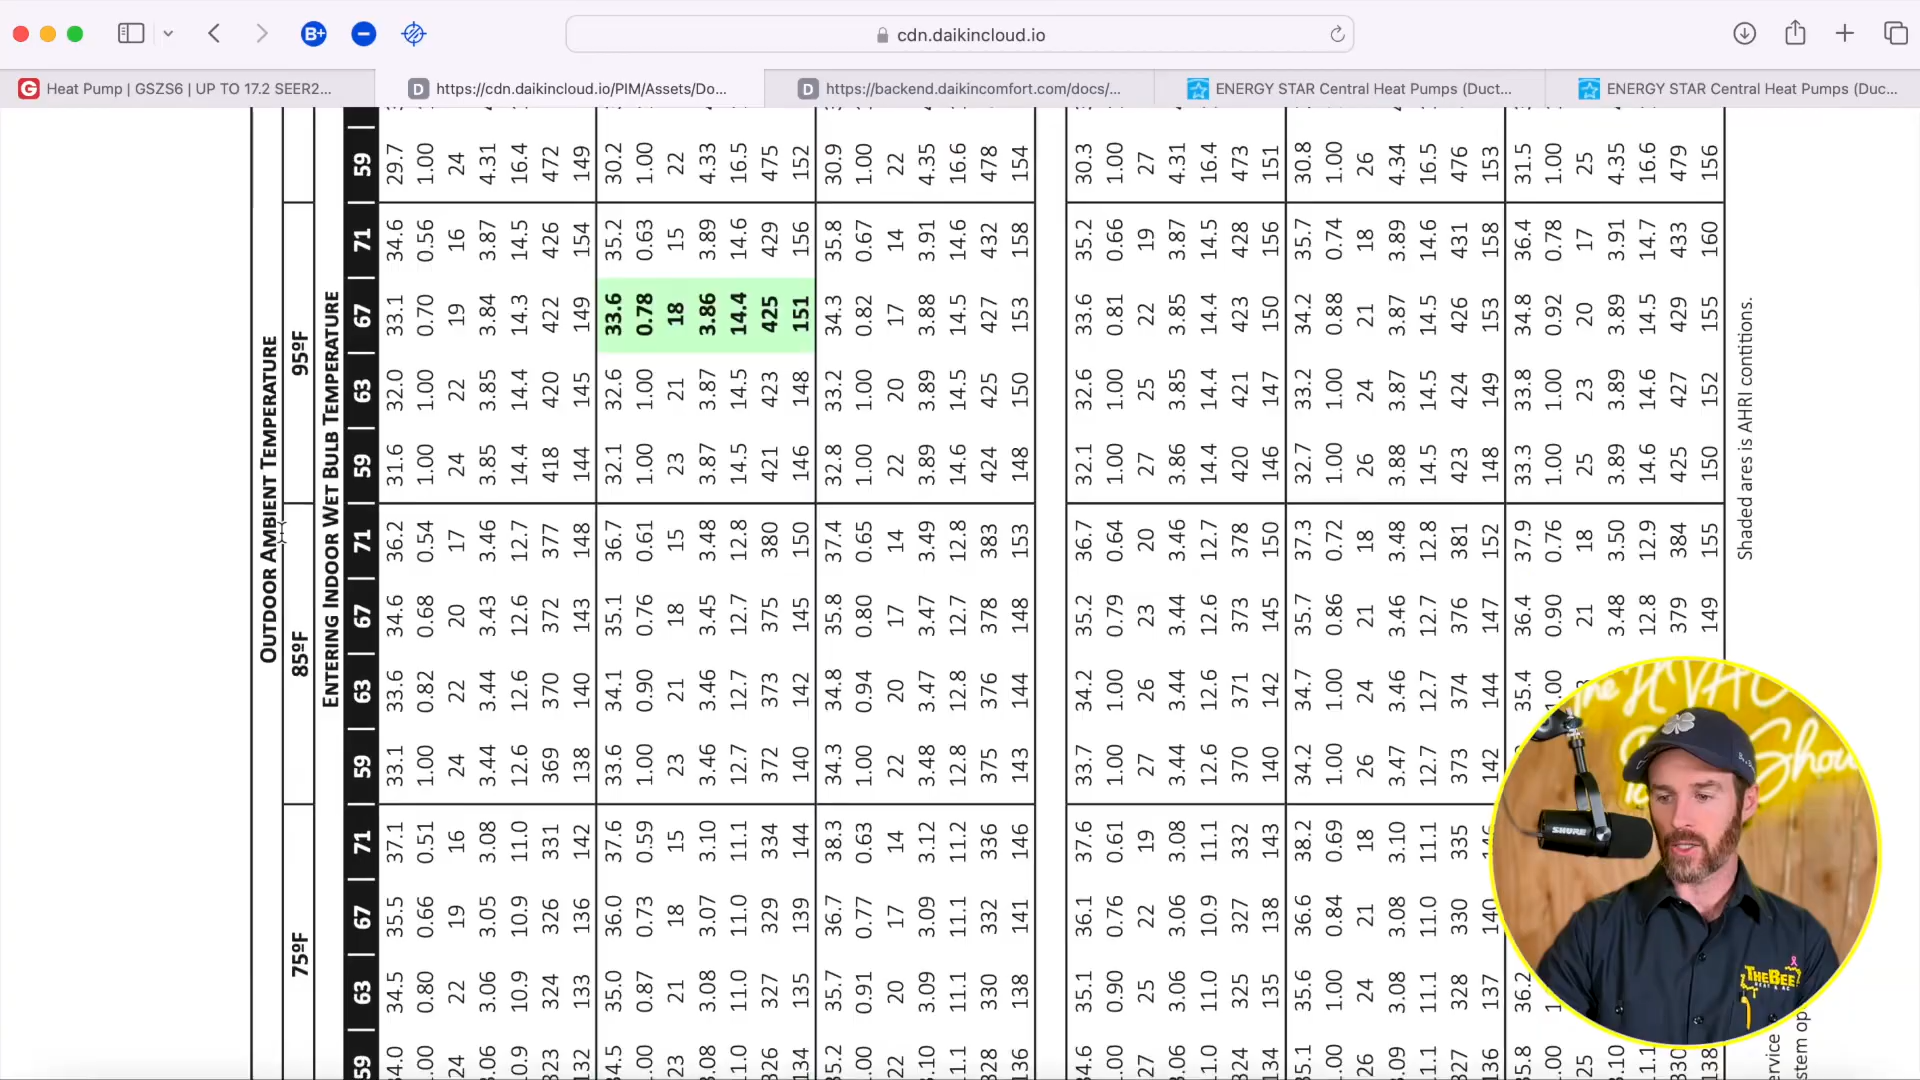 Heat Pump | GSZS6 | UP TO 17.2 SEER2...
cdn.daikincloud.io
https://cdn.daikincloud.io/PIM/Assets/Do...
https://backend.daikincomfort.com/docs/...
ENERGY STAR Central Heat Pumps (Duct...
ENERGY STAR Central Heat Pumps (Duc...
OUTDOOR AMBIENT TEMPERATURE
75ºF 85ºF 95ºF
ENTERING INDOOR WET BULB TEMPERATURE
59 63 67 71 59 63 67 71 59 63 67 71 59
34.5 35.5 37.1 33.1 33.6 34.6 36.2 31.6 32.0 33.1 34.6 29.7
0.80 0.66 0.51 1.00 0.82 0.68 0.54 1.00 1.00 0.70 0.56 1.00
24 22 19 16 24 22 20 17 24 22 19 16 24
3.06 3.05 3.08 3.44 3.44 3.43 3.46 3.85 3.85 3.84 3.87 4.31
10.9 10.9 10.9 11.0 12.6 12.6 12.6 12.7 14.4 14.4 14.3 14.5 16.4
323 324 326 331 369 370 372 377 418 420 422 426 472
132 133 136 142 138 140 143 148 144 145 149 154 149
35.0 36.0 37.6 33.6 34.1 35.1 36.7 32.1 32.6 33.6 35.2 30.2
0.87 0.73 0.59 1.00 0.90 0.76 0.61 1.00 1.00 0.78 0.63 1.00
23 21 18 15 23 21 18 15 23 21 18 15 22
3.08 3.07 3.10 3.46 3.46 3.45 3.48 3.87 3.87 3.86 3.89 4.33
11.0 11.0 11.0 11.1 12.7 12.7 12.7 12.8 14.5 14.5 14.4 14.6 16.5
326 327 329 334 372 373 375 380 421 423 425 429 475
134 135 139 144 140 142 145 150 146 148 151 156 152
35.7 36.7 38.3 34.3 34.8 35.8 37.4 32.8 33.2 34.3 35.8 30.9
0.91 0.77 0.63 1.00 0.94 0.80 0.65 1.00 1.00 0.82 0.67 1.00
22 20 17 14 22 20 17 14 22 20 17 14 22
3.09 3.09 3.12 3.48 3.47 3.47 3.49 3.89 3.89 3.88 3.91 4.35
11.1 11.1 11.2 12.8 12.8 12.7 12.8 14.6 14.5 14.5 14.6 16.6
328 330 332 336 375 376 378 383 424 425 427 432 478
136 138 141 146 143 144 148 153 148 150 153 158 154
35.1 36.1 37.6 33.7 34.2 35.2 36.7 32.1 32.6 33.6 35.2 30.3
0.90 0.76 0.61 1.00 1.00 0.79 0.64 1.00 1.00 0.81 0.66 1.00
27 25 22 19 27 26 23 20 27 25 22 19 27
3.06 3.06 3.08 3.44 3.44 3.44 3.46 3.86 3.85 3.85 3.87 4.31
10.9 11.0 10.9 11.1 12.6 12.6 12.6 12.7 14.4 14.4 14.4 14.5 16.4
324 325 327 332 370 371 373 378 420 421 423 428 473
134 135 138 143 140 142 145 150 146 147 150 156 151
35.6 36.6 38.2 34.2 34.7 35.7 37.3 32.7 33.2 34.2 35.7 30.8
1.00 0.84 0.69 1.00 1.00 0.86 0.72 1.00 1.00 0.88 0.74 1.00
26 24 21 18 26 24 21 18 26 24 21 18 26
3.08 3.08 3.10 3.47 3.46 3.46 3.48 3.88 3.87 3.87 3.89 4.34
11.0 11.1 11.0 11.1 12.7 12.7 12.7 12.8 14.5 14.5 14.5 14.6 16.5
327 328 330 335 373 374 376 381 423 424 426 431 476
136 137 142 144 147 152 148 149 153 158 153
36.2 35.4 36.4 37.9 33.3 33.8 34.8 36.4 31.5
0.90 0.76 1.00 1.00 0.92 0.78 1.00
25 21 18 25 23 20 17 25
3.48 3.50 3.89 3.89 3.89 3.91 4.35
12.8 12.9 14.6 14.6 14.5 14.7 16.6
330 379 384 425 427 429 433 479
138 149 155 150 152 155 160 156
Shaded ares is AHRI contitions.
The HVAC
Show
SHURE
THE BEE
HEAT & AC